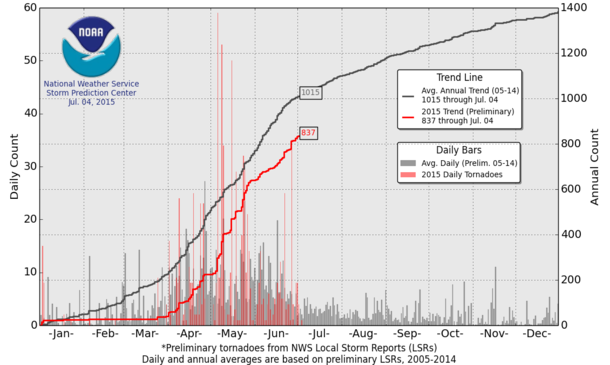 60
50
40
30
20
10
0
Daily Count
1400
1200
1000
800
600
400
200
0
Annual Count
NOAA
National Weather Service
Storm Prediction Center
Jul. 04, 2015
1015
837
Trend Line
Avg. Annual Trend (05-14)
1015 through Jul. 04
2015 Trend (Preliminary)
837 through Jul. 04
Daily Bars
Avg. Daily (Prelim. 05-14)
2015 Daily Tornadoes
-Jan- -Feb- -Mar- -Apr- -May- -Jun- -Jul- -Aug- -Sep- -Oct- -Nov- -Dec-
*Preliminary tornadoes from NWS Local Storm Reports (LSRs)
Daily and annual averages are based on preliminary LSRs, 2005-2014